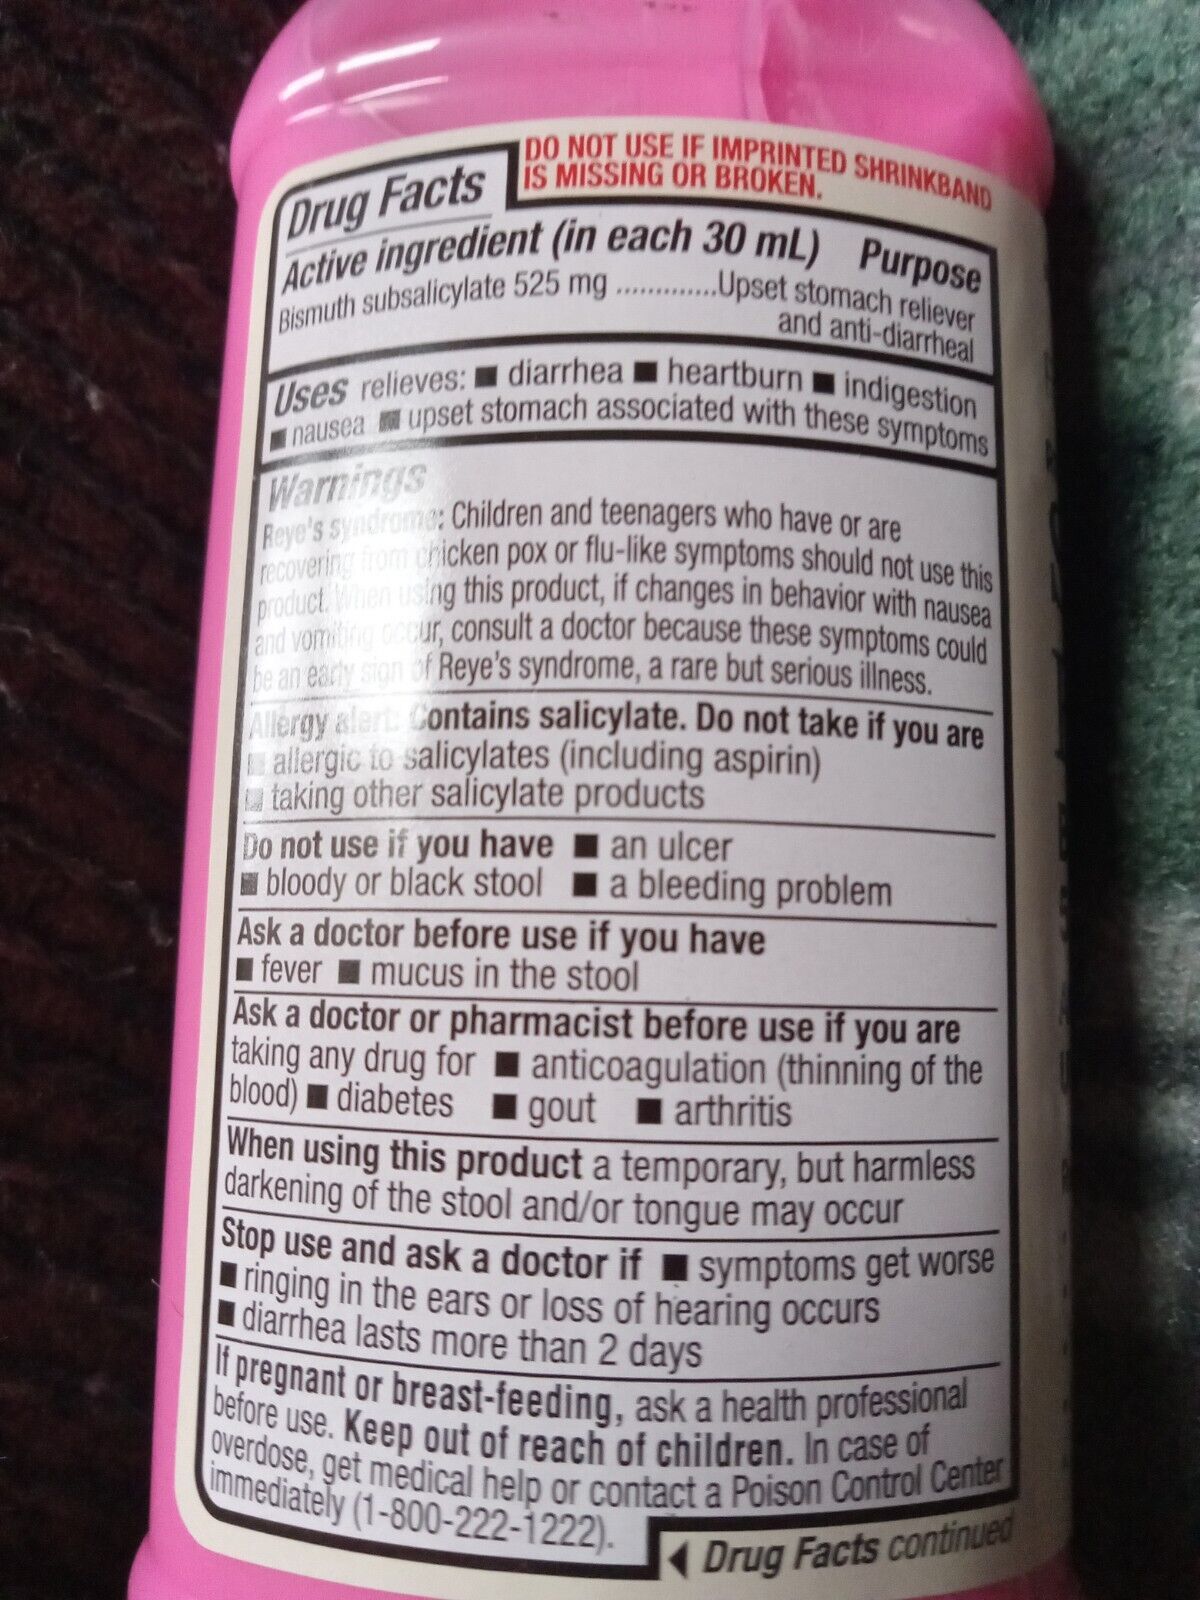 DO NOT USE IF IMPRINTED SHRINKBAND
IS MISSING OR BROKEN.
Drug Facts
Active ingredient (in each 30 mL) Purpose
Bismuth subsalicylate 525 mg .............Upset stomach reliever
and anti-diarrheal
Uses relieves: ■ diarrhea ■ heartburn ■ indigestion
■ nausea ■ upset stomach associated with these symptoms
Warnings
Reye's syndrome: Children and teenagers who have or are
recovering from chicken pox or flu-like symptoms should not use this
product. When using this product, if changes in behavior with nausea
and vomiting occur, consult a doctor because these symptoms could
be an early sign of Reye's syndrome, a rare but serious illness.
Allergy alert: Contains salicylate. Do not take if you are
■ allergic to salicylates (including aspirin)
■ taking other salicylate products
Do not use if you have ■ an ulcer
■ bloody or black stool ■ a bleeding problem
Ask a doctor before use if you have
■ fever ■ mucus in the stool
Ask a doctor or pharmacist before use if you are
taking any drug for ■ anticoagulation (thinning of the
blood) ■ diabetes ■ gout ■ arthritis
When using this product a temporary, but harmless
darkening of the stool and/or tongue may occur
Stop use and ask a doctor if ■ symptoms get worse
■ ringing in the ears or loss of hearing occurs
■ diarrhea lasts more than 2 days
If pregnant or breast-feeding, ask a health professional
before use. Keep out of reach of children. In case of
overdose, get medical help or contact a Poison Control Center
immediately (1-800-222-1222).
◀ Drug Facts continued